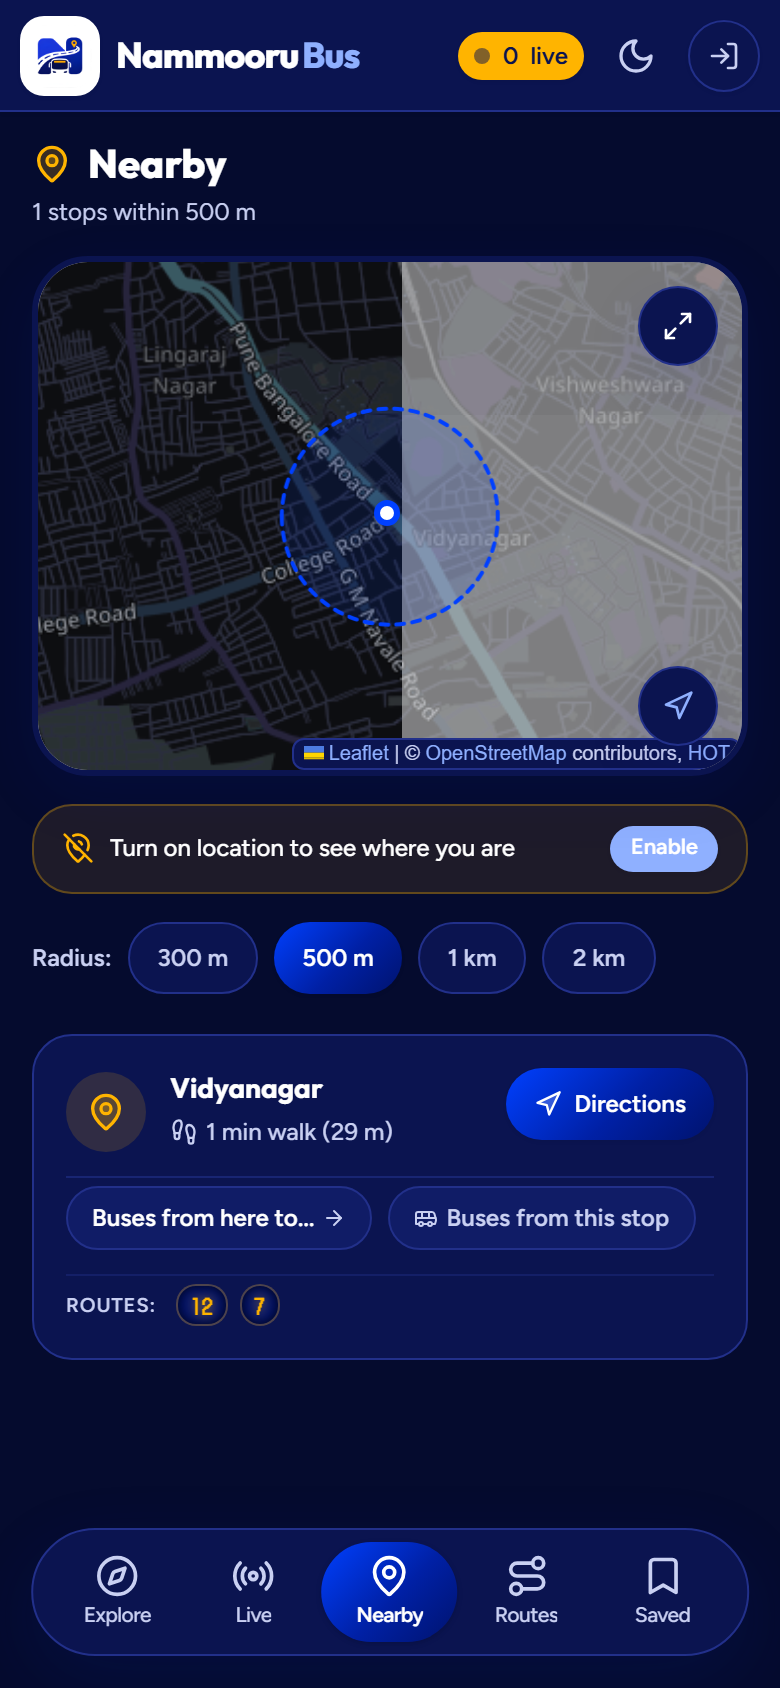 Nammooru Bus
0 live
Nearby
1 stops within 500 m
Lingaraj
Nagar
Pune Bangalore Road
Vishweshwara
Nagar
Vidyanagar
College Road
lege Road
G M Navale Road
Leaflet | © OpenStreetMap contributors, HOT
Turn on location to see where you are
Enable
Radius:
300 m
500 m
1 km
2 km
Vidyanagar
1 min walk (29 m)
Directions
Buses from here to...
Buses from this stop
ROUTES:
12
7
Explore
Live
Nearby
Routes
Saved